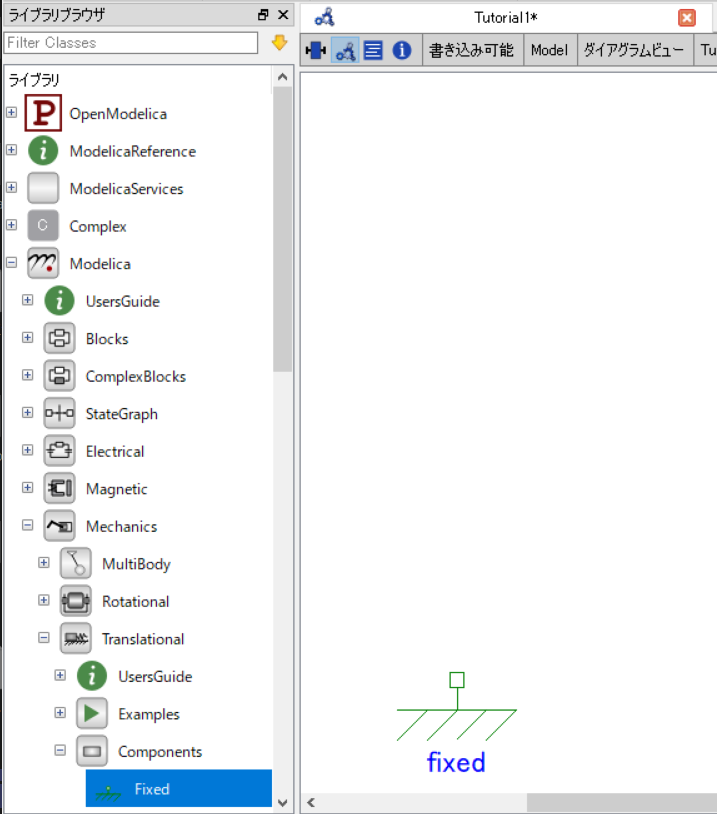 ライブラリブラウザ
Tutorial1*
Filter Classes
書き込み可能
Model
ダイアグラムビュー
Tu
ライブラリ
P
OpenModelica
i
ModelicaReference
ModelicaServices
C
Complex
Modelica
i
UsersGuide
Blocks
ComplexBlocks
StateGraph
Electrical
Magnetic
Mechanics
MultiBody
Rotational
Translational
i
UsersGuide
Examples
Components
Fixed
fixed